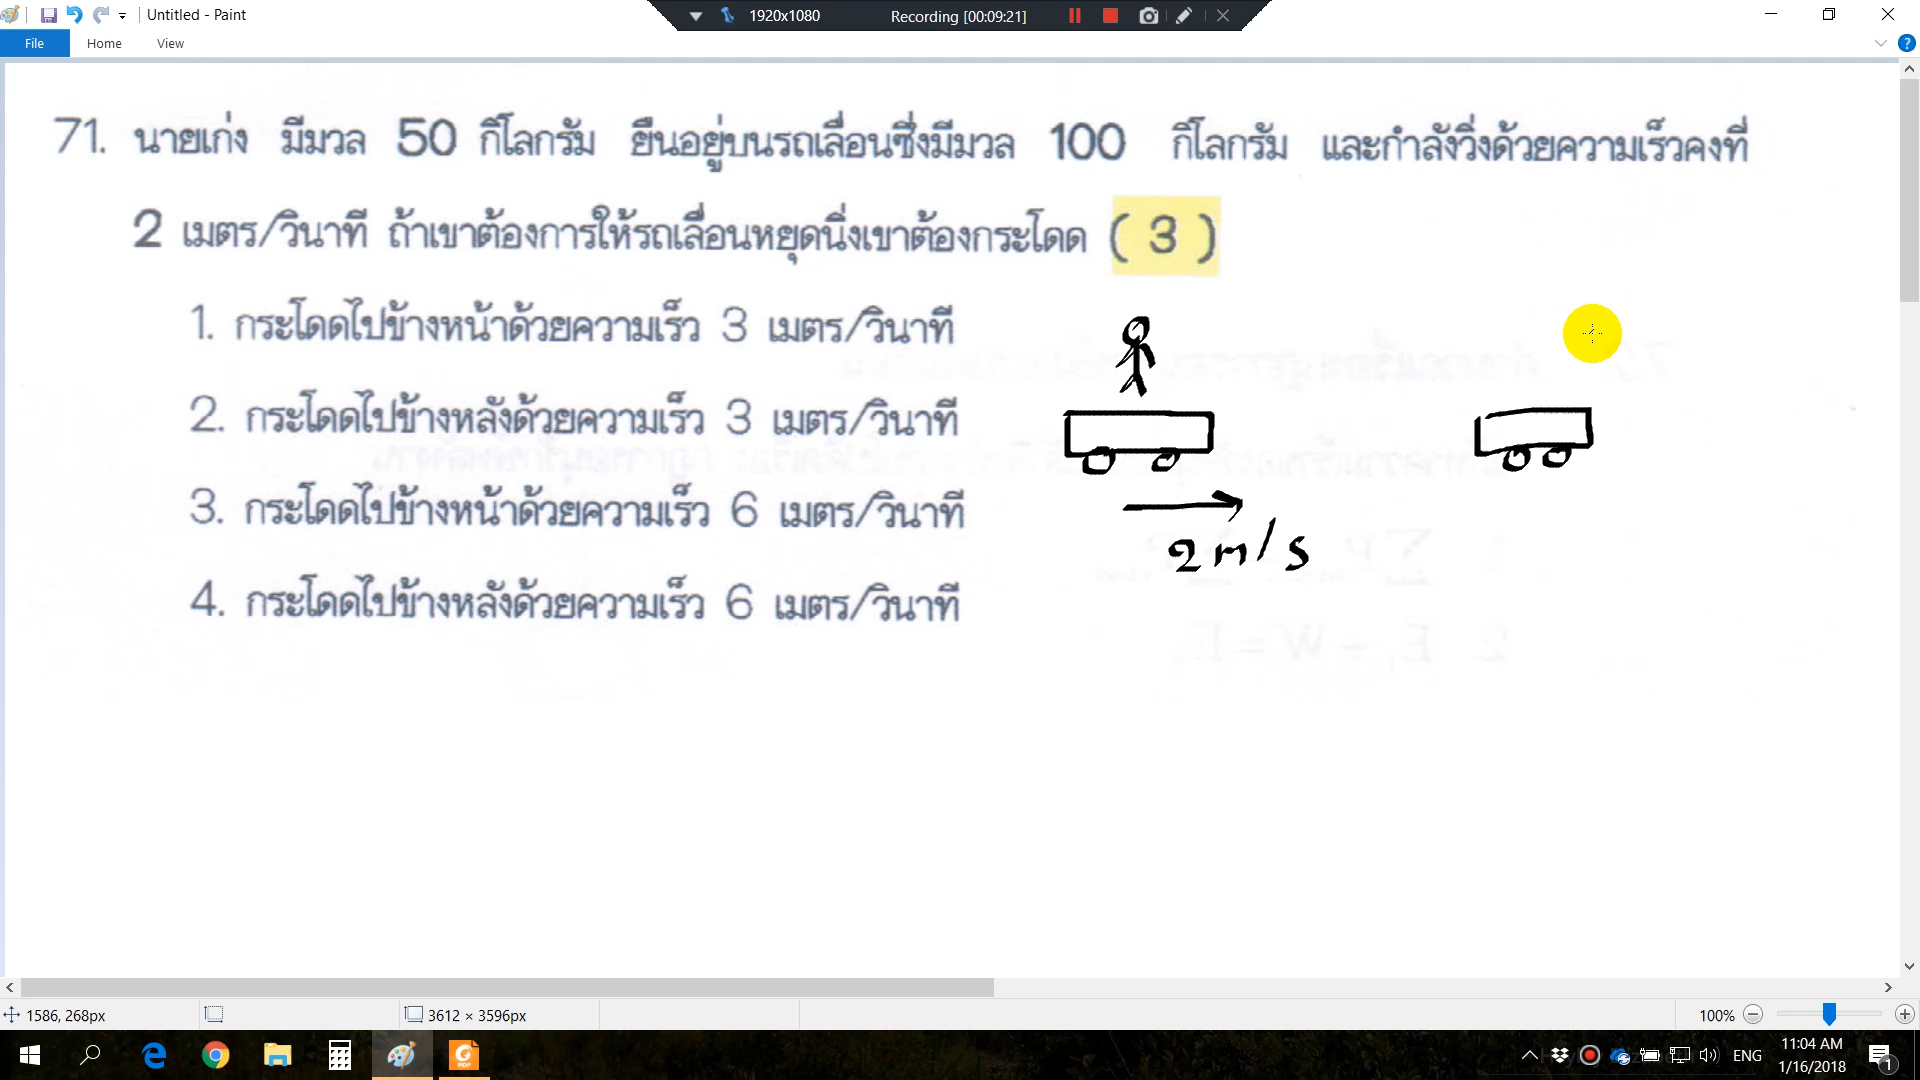 Untitled - Paint
1920x1080 Recording [00:09:21]
File Home View
71. นายเก่ง มีมวล 50 กิโลกรัม ยืนอยู่บนรถเลื่อนซึ่งมีมวล 100 กิโลกรัม และกำลังวิ่งด้วยความเร็วคงที่
2 เมตร/วินาที ถ้าเขาต้องการให้รถเลื่อนหยุดนิ่งเขาต้องกระโดด ( 3 )
1. กระโดดไปข้างหน้าด้วยความเร็ว 3 เมตร/วินาที
2. กระโดดไปข้างหลังด้วยความเร็ว 3 เมตร/วินาที
3. กระโดดไปข้างหน้าด้วยความเร็ว 6 เมตร/วินาที
4. กระโดดไปข้างหลังด้วยความเร็ว 6 เมตร/วินาที
2 m/s
1586, 268px 3612 × 3596px 100%
ENG 11:04 AM
1/16/2018 1